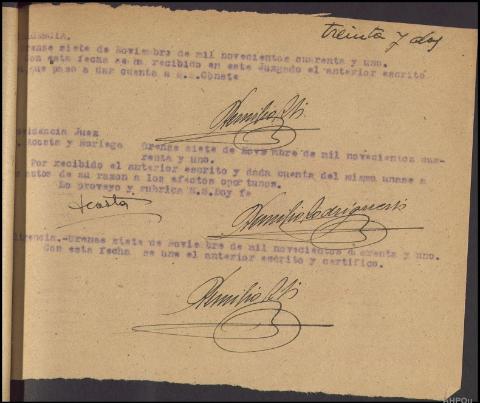 treinta y dos
LIGENCIA.
Orense siete de Noviembre de mil novecientos cuarenta y uno.
Con esta fecha se ha recibido en este Juzgado el anterior escrito
que paso a dar cuenta a S.S. Conste
videncia Juez
Acosta y Noriega
Orense siete de Noviembre de mil novecientos cua-
renta y uno.
Por recibido el anterior escrito y dada cuenta del mismo unase a
autos de su razon a los efectos oportunos.
Lo proveyo y rubrica S.S. Doy fe
Acosta
Diligencia.-Orense siete de Noviembre de mil novecientos cuarenta y uno.
Con esta fecha se une el anterior escrito y certifico.
AHPOu